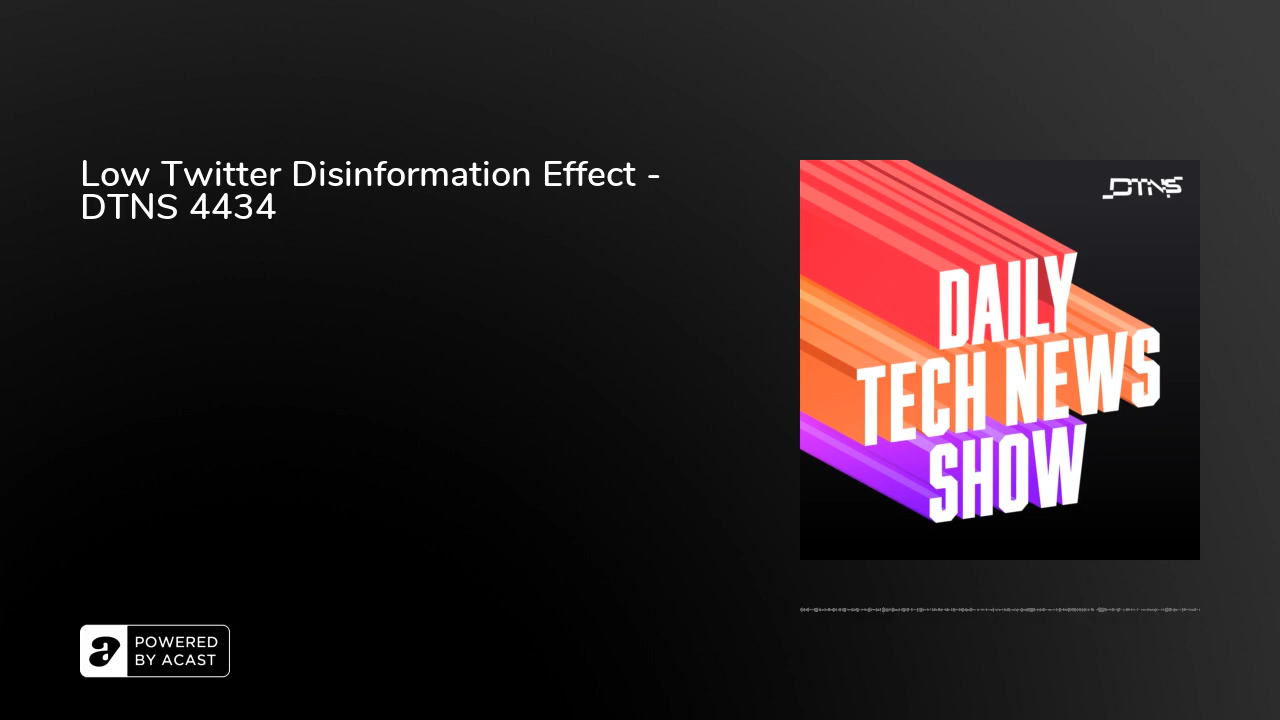 Low Twitter Disinformation Effect -
DTNS 4434
DTNS
DAILY
TECH NEWS
SHOW
a POWERED
BY ACAST